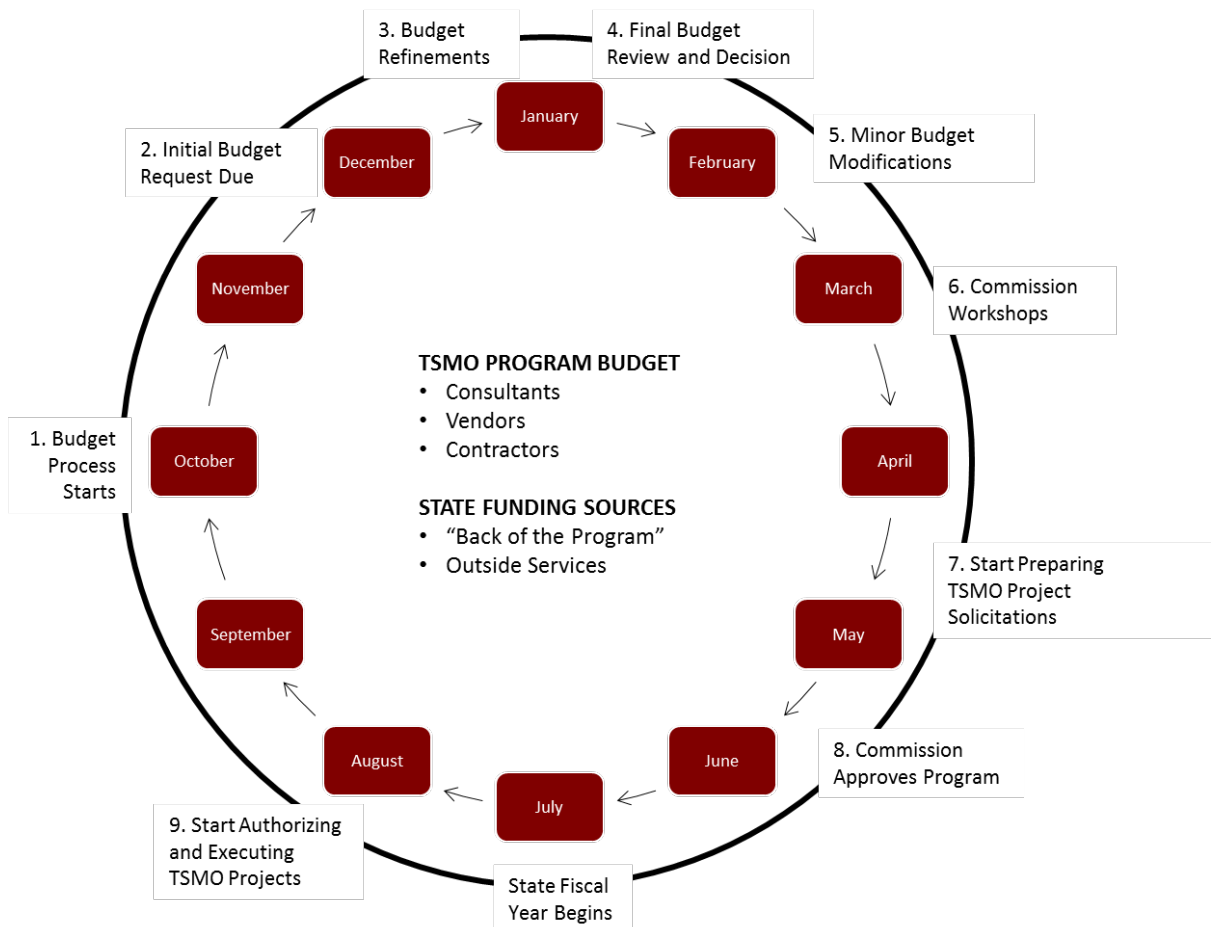 3. Budget
Refinements
4. Final Budget
Review and Decision
January
2. Initial Budget
Request Due
December
February
5. Minor Budget
Modifications
November
March
6. Commission
Workshops
TSMO PROGRAM BUDGET
• Consultants
• Vendors
• Contractors
1. Budget
Process
Starts
October
April
STATE FUNDING SOURCES
• “Back of the Program”
• Outside Services
7. Start Preparing
TSMO Project
Solicitations
September
May
8. Commission
Approves Program
August
June
July
9. Start Authorizing
and Executing
TSMO Projects
State Fiscal
Year Begins